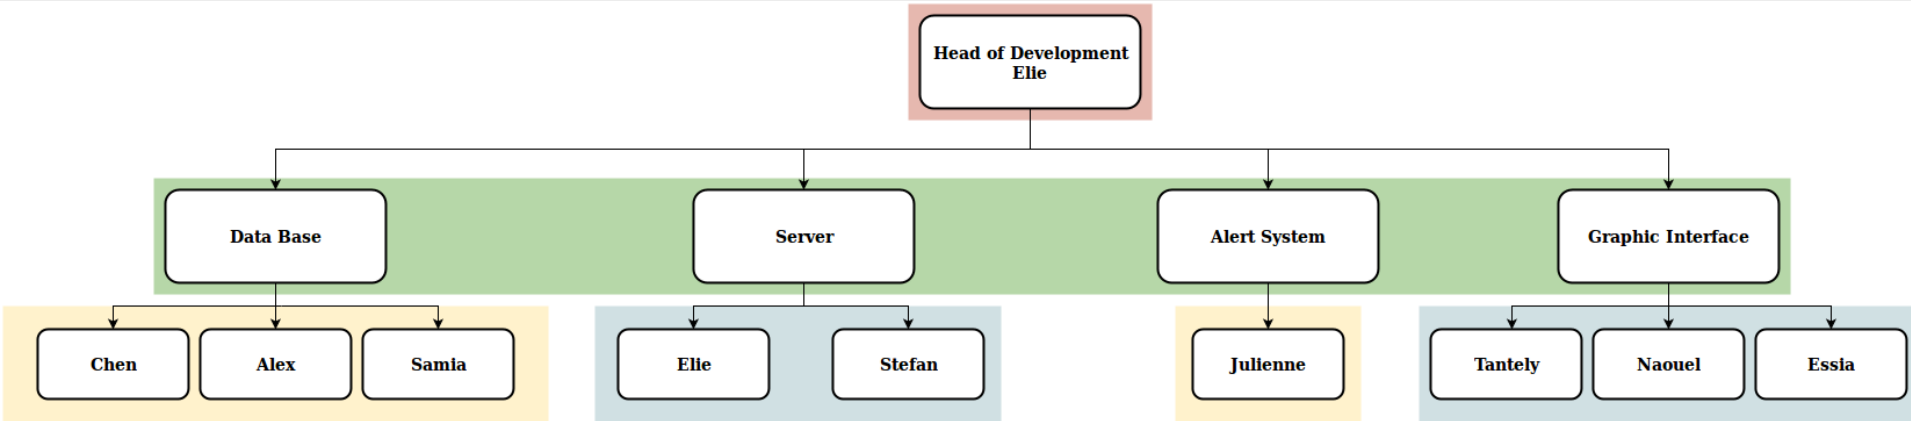 Head of Development
Elie
Data Base
Server
Alert System
Graphic Interface
Chen
Alex
Samia
Elie
Stefan
Julienne
Tantely
Naouel
Essia